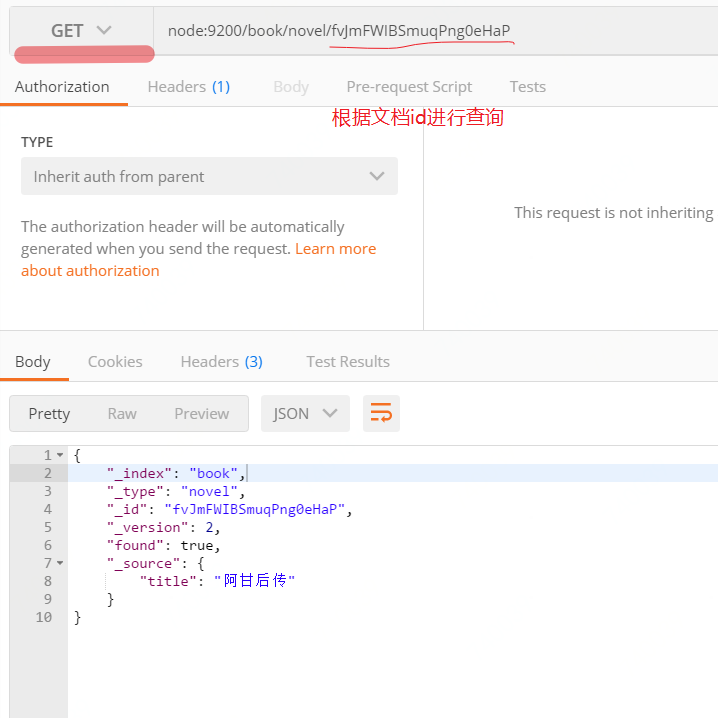 GET
node:9200/book/novel/fvJmFWIBSmuqPng0eHaP
Authorization Headers (1) Body Pre-request Script Tests
根据文档id进行查询
TYPE
Inherit auth from parent
The authorization header will be automatically
generated when you send the request. Learn more
about authorization
This request is not inheriting
Body Cookies Headers (3) Test Results
Pretty Raw Preview JSON
1 {
2 "_index": "book",
3 "_type": "novel",
4 "_id": "fvJmFWIBSmuqPng0eHaP",
5 "_version": 2,
6 "found": true,
7 "_source": {
8 "title": "阿甘后传"
9 }
10 }